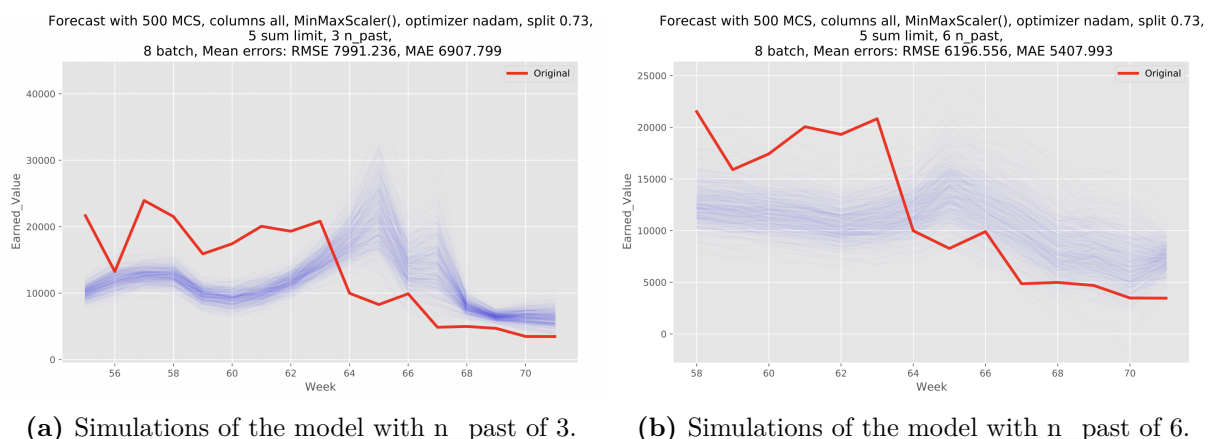 Forecast with 500 MCS, columns all, MinMaxScaler(), optimizer nadam, split 0.73,
5 sum limit, 3 n_past,
8 batch, Mean errors: RMSE 7991.236, MAE 6907.799
Original
40000
30000
20000
10000
0
Earned_Value
56
58
60
62
64
66
68
70
Week
(a) Simulations of the model with n_past of 3.
Forecast with 500 MCS, columns all, MinMaxScaler(), optimizer nadam, split 0.73,
5 sum limit, 6 n_past,
8 batch, Mean errors: RMSE 6196.556, MAE 5407.993
Original
25000
20000
15000
10000
5000
0
Earned_Value
58
60
62
64
66
68
70
Week
(b) Simulations of the model with n_past of 6.